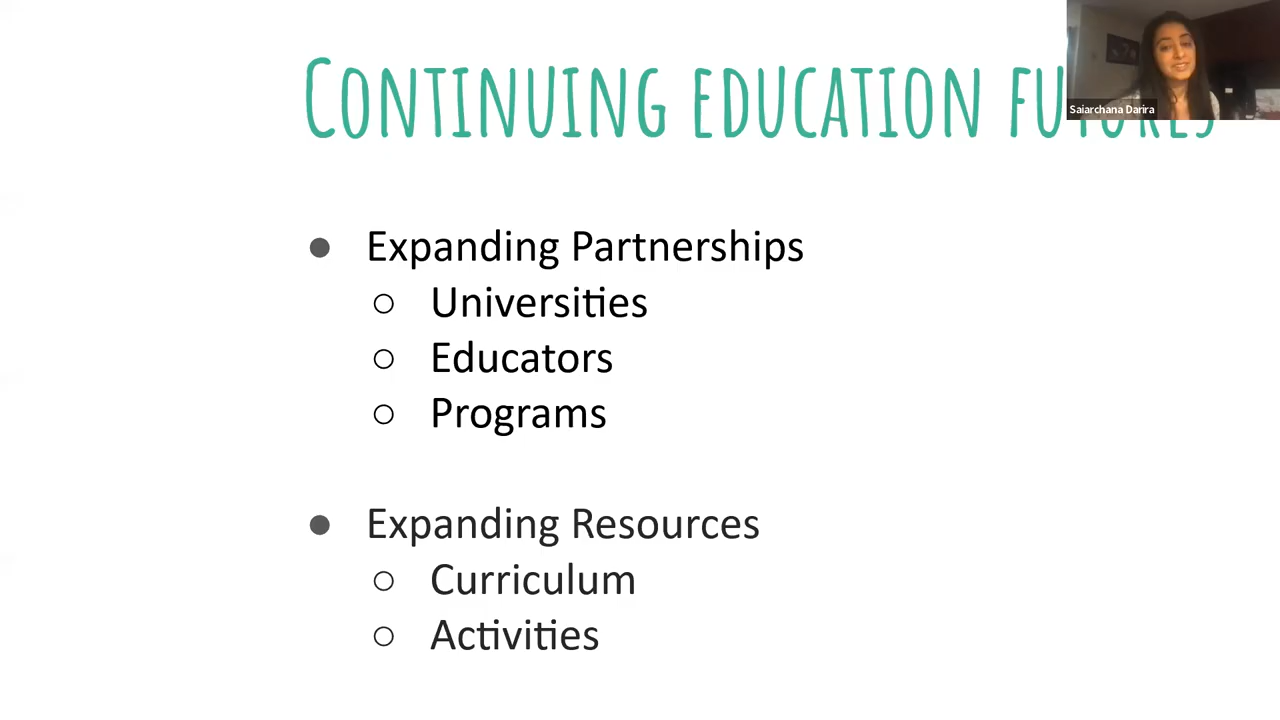 Continuing education futures
Saiarchana Darira
● Expanding Partnerships
○ Universities
○ Educators
○ Programs
● Expanding Resources
○ Curriculum
○ Activities